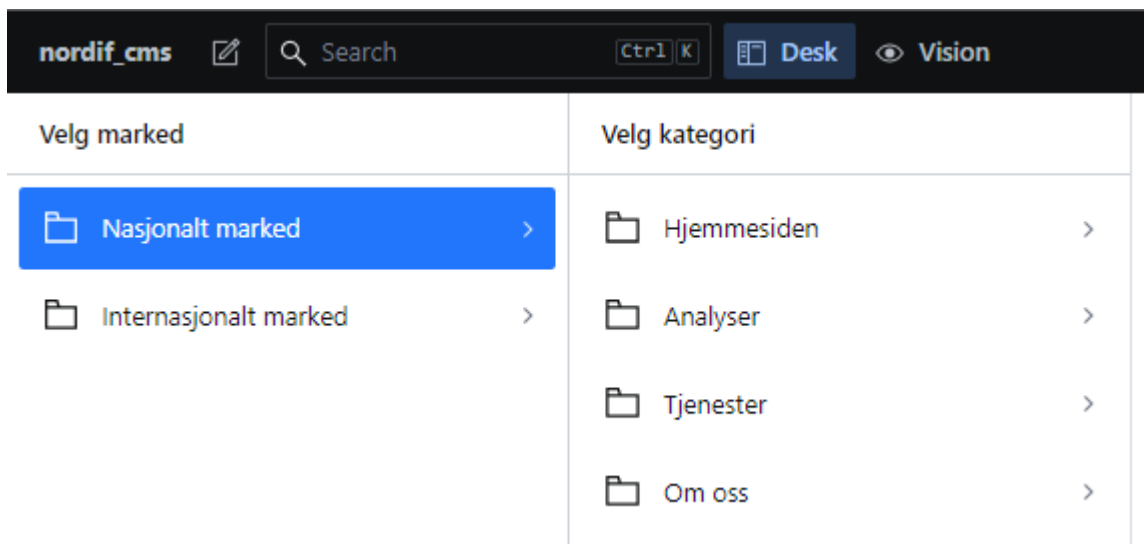 nordif_cms Search Ctrl K Desk Vision
Velg marked
Nasjonalt marked
Internasjonalt marked
Velg kategori
Hjemmesiden
Analyser
Tjenester
Om oss